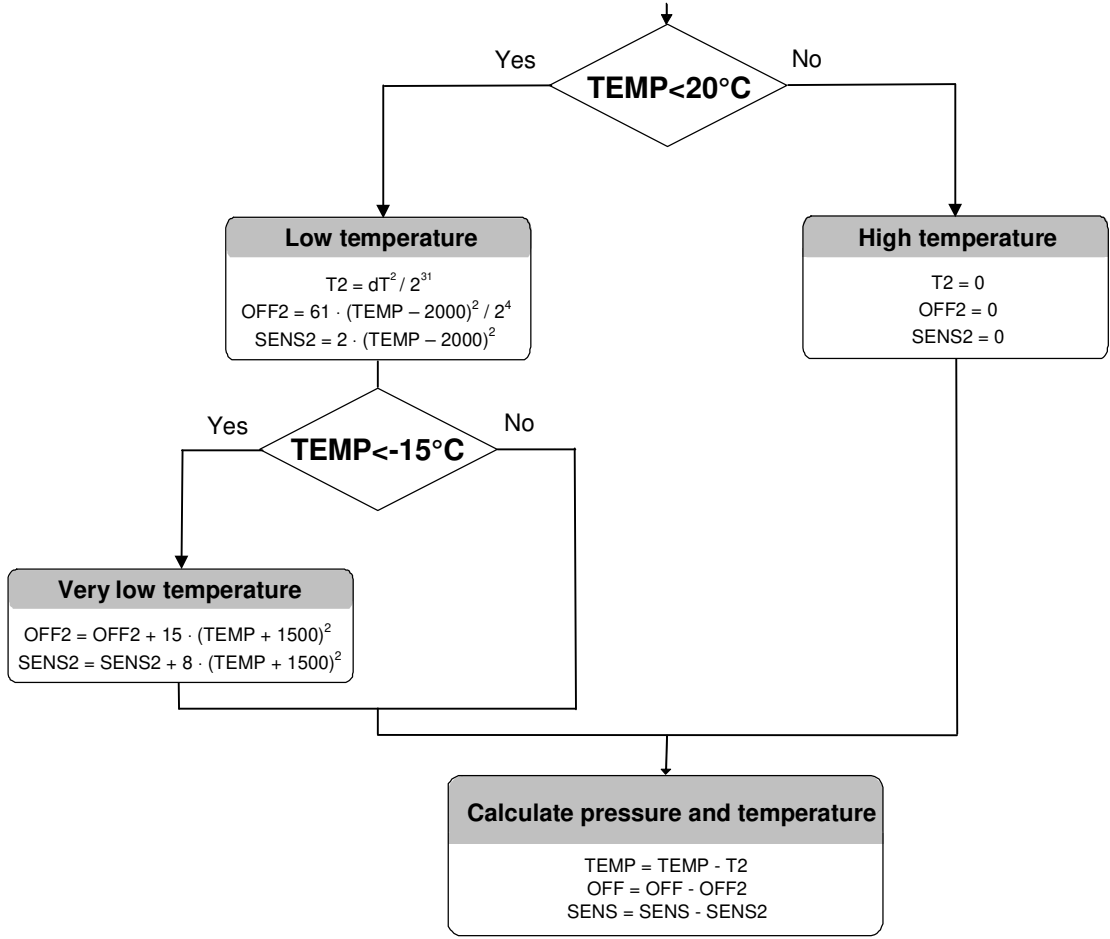 Yes
No
TEMP<20°C
Low temperature
T2 = dT² / 2³¹
OFF2 = 61 · (TEMP – 2000)² / 2⁴
SENS2 = 2 · (TEMP – 2000)²
High temperature
T2 = 0
OFF2 = 0
SENS2 = 0
Yes
No
TEMP<-15°C
Very low temperature
OFF2 = OFF2 + 15 · (TEMP + 1500)²
SENS2 = SENS2 + 8 · (TEMP + 1500)²
Calculate pressure and temperature
TEMP = TEMP - T2
OFF = OFF - OFF2
SENS = SENS - SENS2